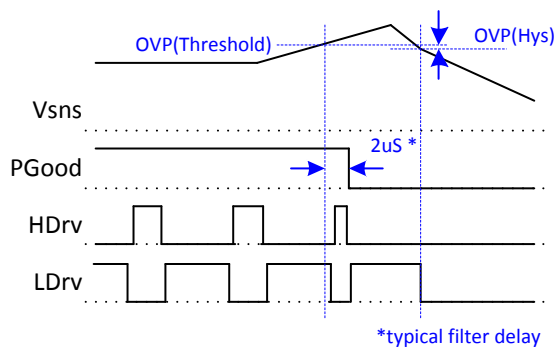 OVP(Threshold)
OVP(Hys)
Vsns
2uS *
PGood
HDrv
LDrv
*typical filter delay